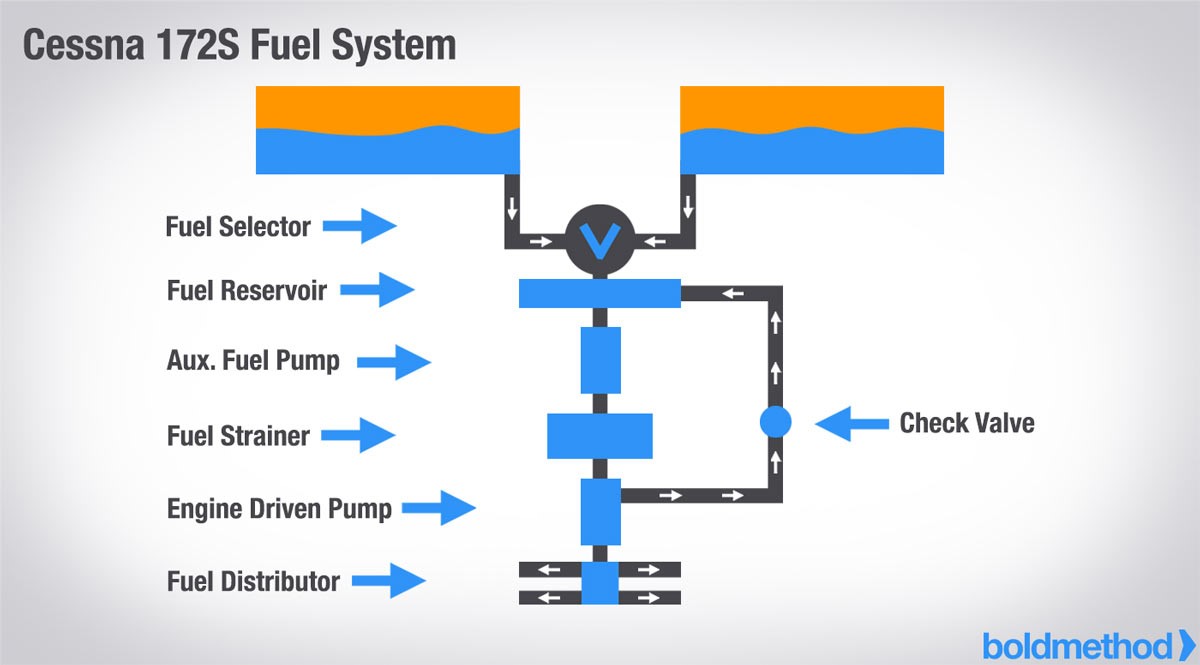 Cessna 172S Fuel System
Fuel Selector
Fuel Reservoir
Aux. Fuel Pump
Fuel Strainer
Check Valve
Engine Driven Pump
Fuel Distributor
boldmethod